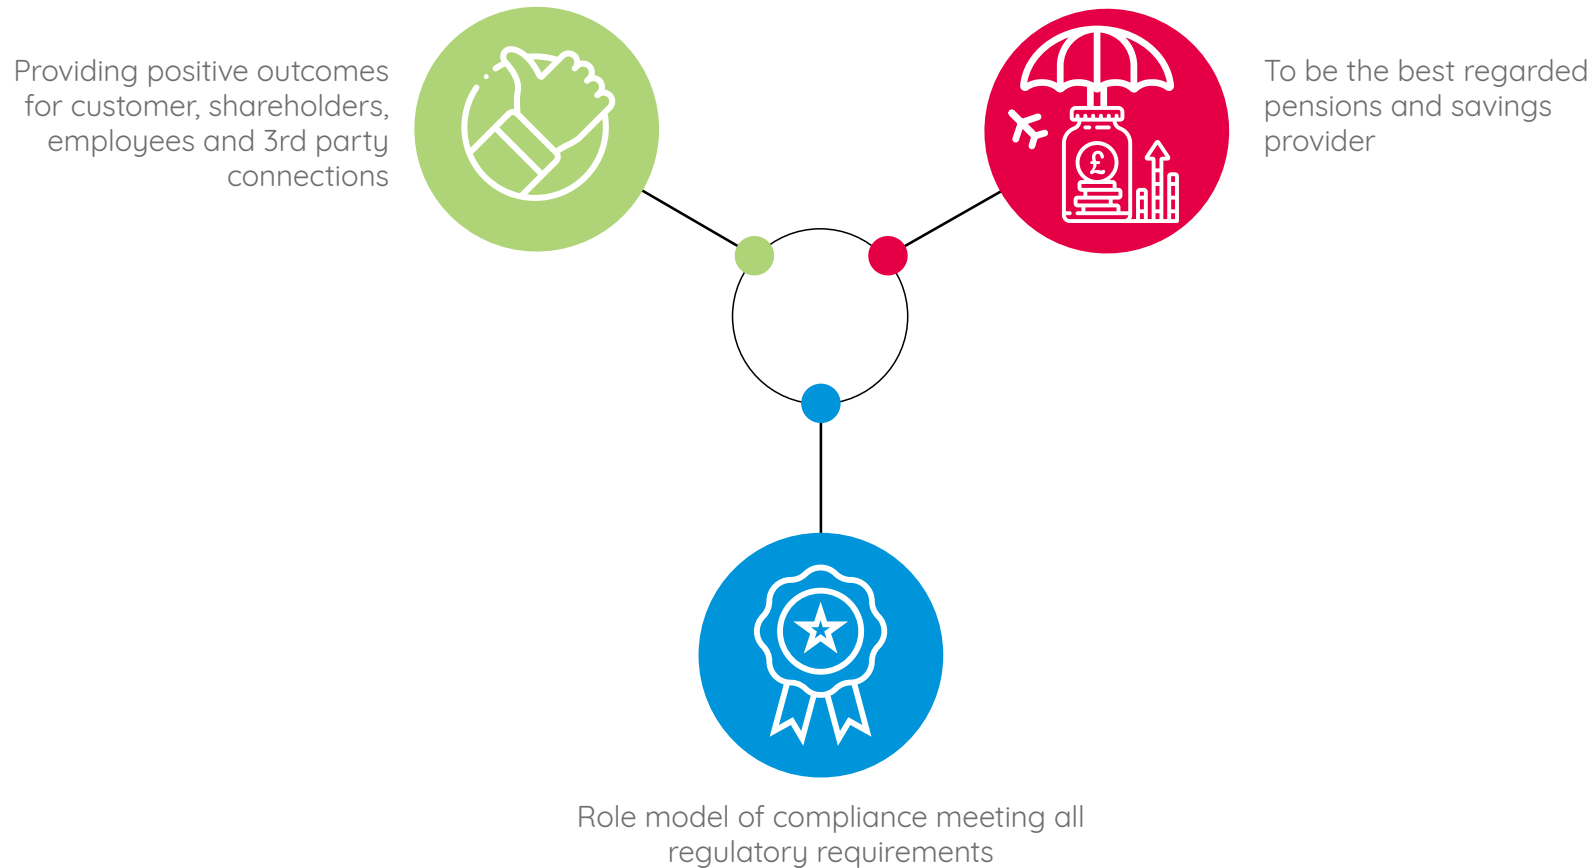 Providing positive outcomes
for customer, shareholders,
employees and 3rd party
connections
To be the best regarded
pensions and savings
provider
£
Role model of compliance meeting all
regulatory requirements